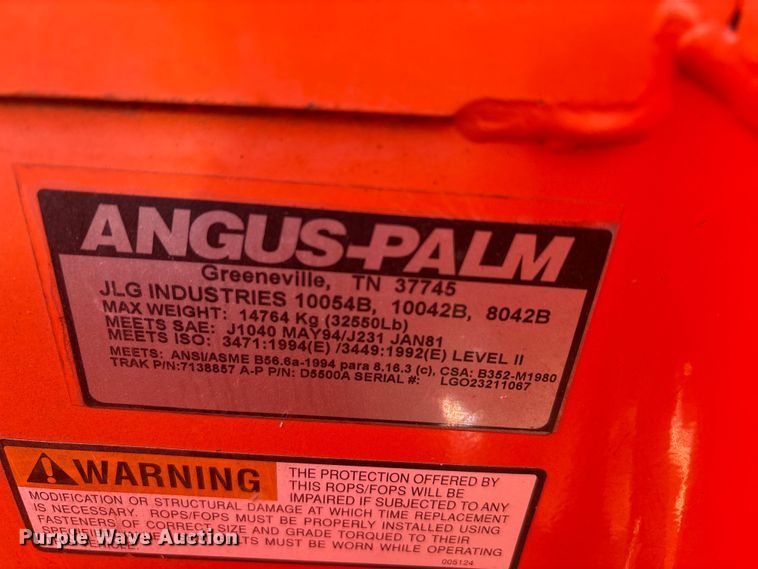 ANGUS-PALM
Greeneville, TN 37745
JLG INDUSTRIES 10054B, 10042B, 8042B
MAX WEIGHT: 14764 Kg (32550Lb)
MEETS SAE: J1040 MAY94/J231 JAN81
MEETS ISO: 3471:1994(E) /3449:1992(E) LEVEL II
MEETS: ANSI/ASME B56.6a-1994 para 8.16.3 (c), CSA: B352-M1980
TRAK P/N:7138857 A-P P/N: D5500A SERIAL #: LGO23211067
WARNING
THE PROTECTION OFFERED BY
THIS ROPS/FOPS WILL BE
IMPAIRED IF SUBJECTED TO ANY
MODIFICATION OR STRUCTURAL DAMAGE AT WHICH TIME REPLACEMENT
IS NECESSARY. ROPS/FOPS MUST BE PROPERLY INSTALLED USING
FASTENERS OF CORRECT SIZE AND GRADE TORQUED TO THEIR
MUST BE WORN WHILE OPERATING
005124
Purple Wave Auction